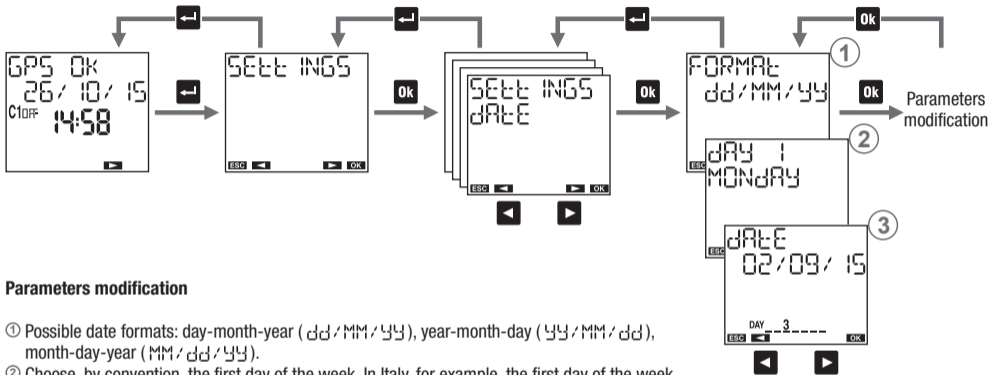 Ok
GPS OK
26/10/15
C1OFF 14:58
SEttINGS
ESC OK
Ok
SEttINGS
dAtE
ESC OK
Ok
1
FORMAt
dd/MM/YY
ESC
Ok
Parameters
modification
2
dAY 1
MONdAY
ESC
3
dAtE
02/09/15
DAY 3
ESC OK
Parameters modification
① Possible date formats: day-month-year (dd/MM/YY), year-month-day (YY/MM/dd),
month-day-year (MM/dd/YY).
② Choose, by convention, the first day of the week. In Italy, for example, the first day of the week